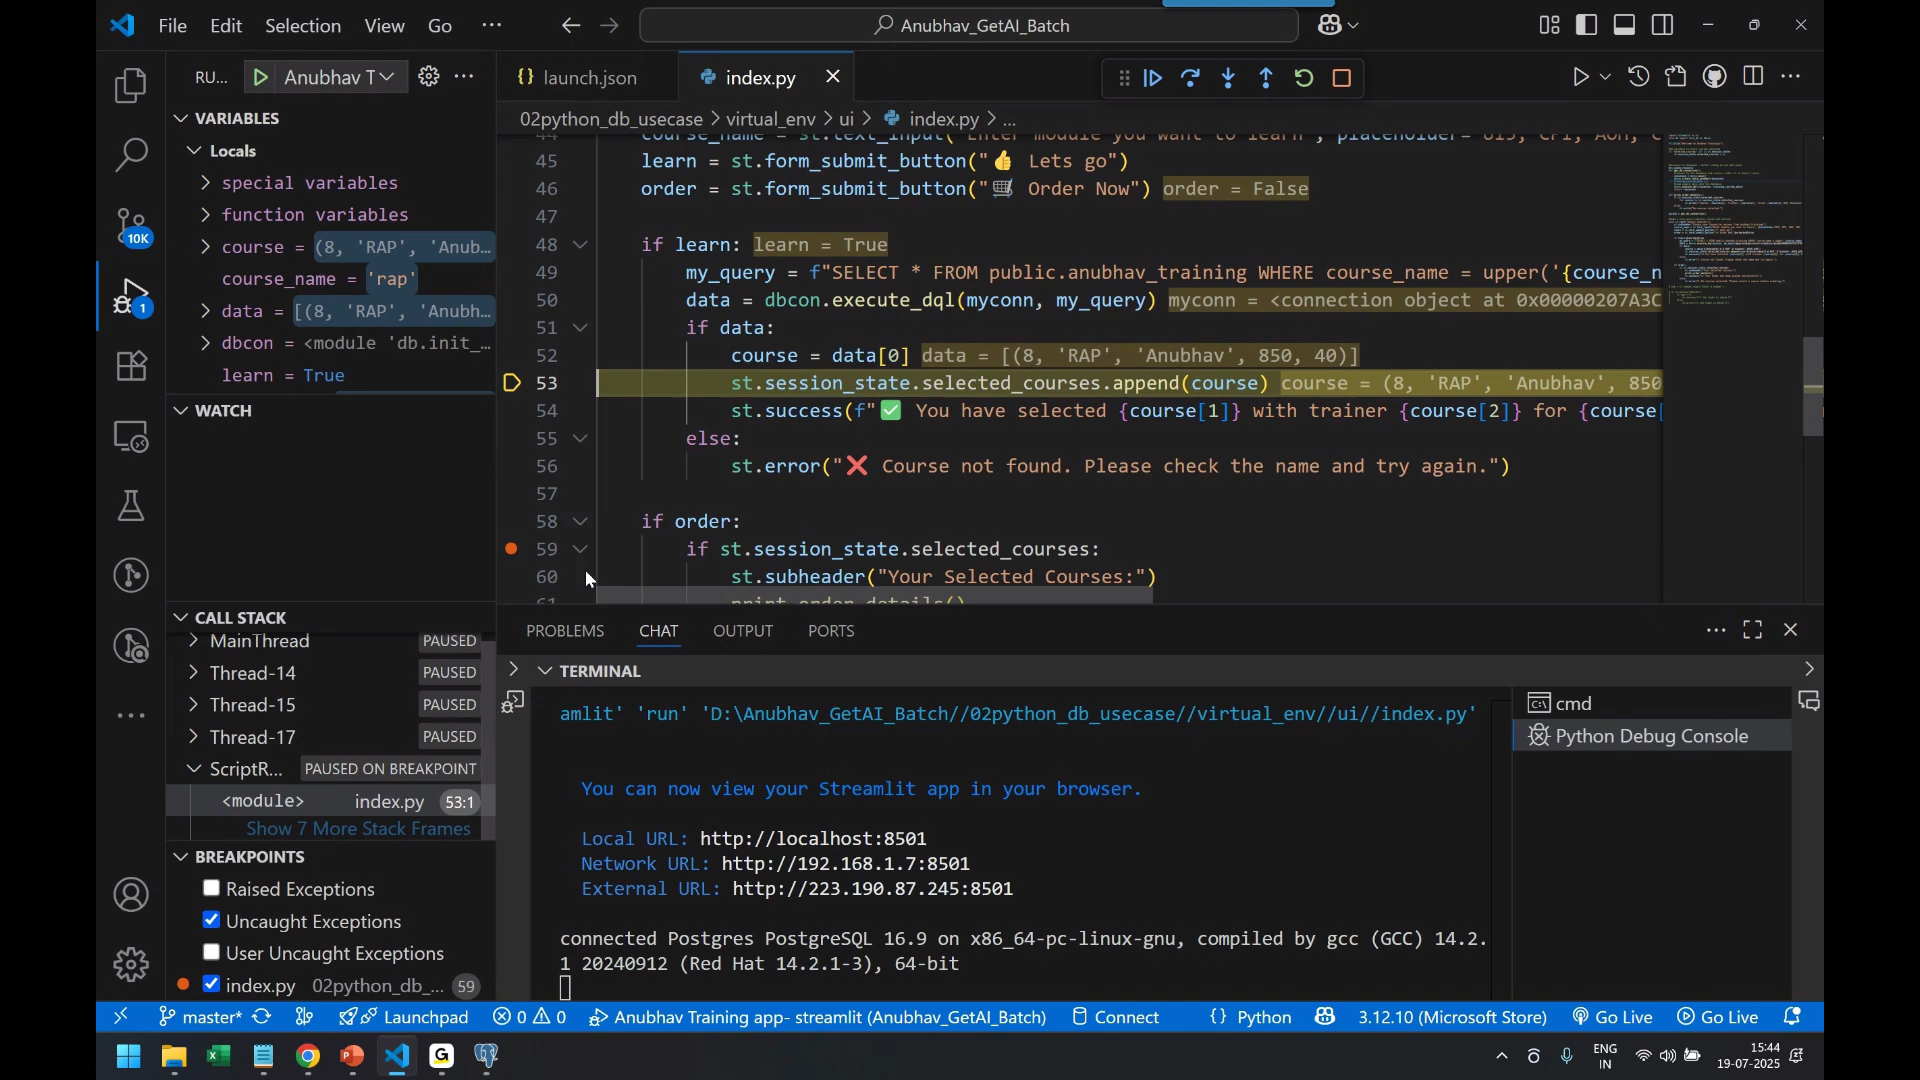 File Edit Selection View Go ··· Anubhav_GetAI_Batch
RU... Anubhav T ···
launch.json index.py
02python_db_usecase > virtual_env > ui > index.py > ...
VARIABLES
Locals
special variables
function variables
course = (8, 'RAP', 'Anub...
course_name = 'rap'
data = [(8, 'RAP', 'Anubh...
dbcon = <module 'db.init_...
learn = True
WATCH
CALL STACK
MainThread PAUSED
Thread-14 PAUSED
Thread-15 PAUSED
Thread-17 PAUSED
ScriptR... PAUSED ON BREAKPOINT
<module> index.py 53:1
Show 7 More Stack Frames
BREAKPOINTS
Raised Exceptions
Uncaught Exceptions
User Uncaught Exceptions
index.py 02python_db_... 59
10K
1
44 course_name = st.text_input("Enter module you want to learn", placeholder=
45 learn = st.form_submit_button("👍 Lets go")
46 order = st.form_submit_button("🛒 Order Now") order = False
47
48 if learn: learn = True
49 my_query = f"SELECT * FROM public.anubhav_training WHERE course_name = upper('{course_n
50 data = dbcon.execute_dql(myconn, my_query) myconn = <connection object at 0x00000207A3C
51 if data:
52 course = data[0] data = [(8, 'RAP', 'Anubhav', 850, 40)]
53 st.session_state.selected_courses.append(course) course = (8, 'RAP', 'Anubhav', 850
54 st.success(f"✅ You have selected {course[1]} with trainer {course[2]} for {course[
55 else:
56 st.error("❌ Course not found. Please check the name and try again.")
57
58 if order:
59 if st.session_state.selected_courses:
60 st.subheader("Your Selected Courses:")
61 print_order_details()
PROBLEMS CHAT OUTPUT PORTS
TERMINAL
amlit' 'run' 'D:\Anubhav_GetAI_Batch//02python_db_usecase//virtual_env//ui//index.py'
You can now view your Streamlit app in your browser.
Local URL: http://localhost:8501
Network URL: http://192.168.1.7:8501
External URL: http://223.190.87.245:8501
connected Postgres PostgreSQL 16.9 on x86_64-pc-linux-gnu, compiled by gcc (GCC) 14.2.
1 20240912 (Red Hat 14.2.1-3), 64-bit
cmd
Python Debug Console
master* Launchpad 0 0 Anubhav Training app- streamlit (Anubhav_GetAI_Batch) Connect {} Python 3.12.10 (Microsoft Store) Go Live Go Live
ENG
IN
15:44
19-07-2025